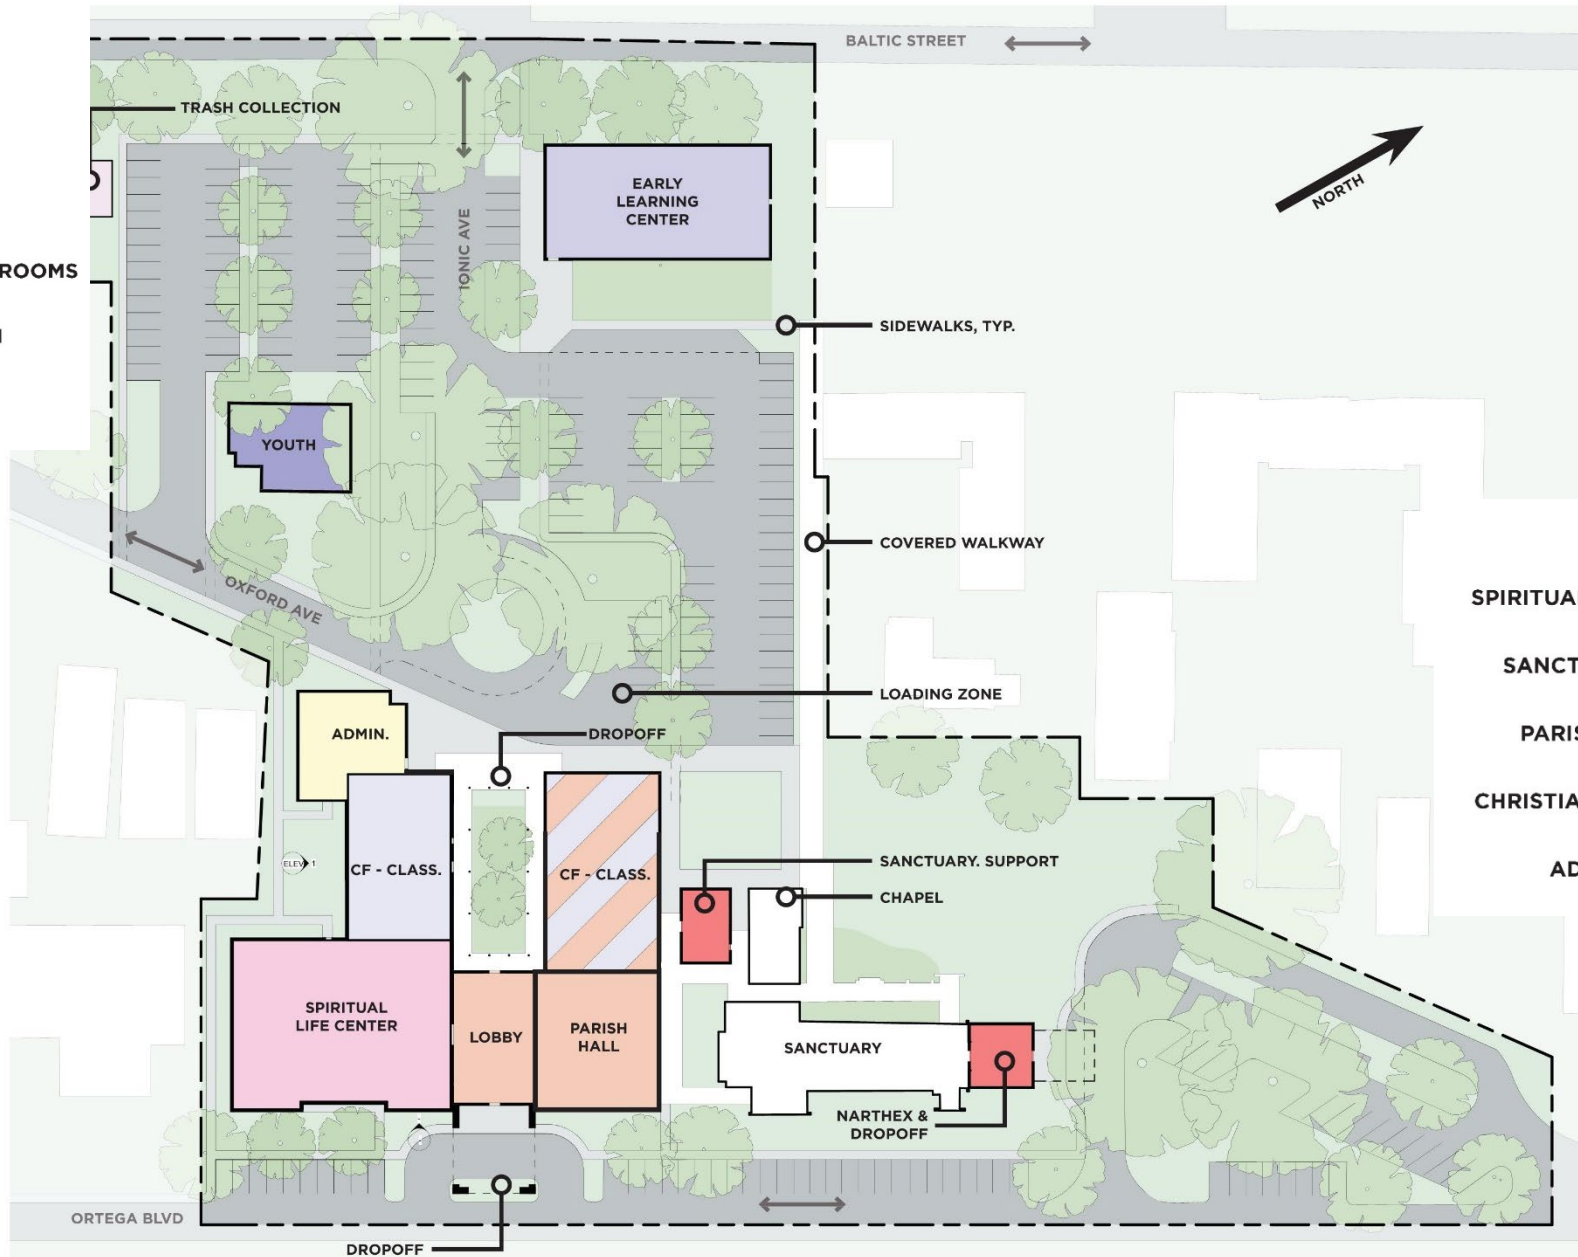 BALTIC STREET
TRASH COLLECTION
NORTH
EARLY
LEARNING
CENTER
IONIC AVE
ROOMS
SIDEWALKS, TYP.
YOUTH
COVERED WALKWAY
OXFORD AVE
SPIRITUA
SANCT
LOADING ZONE
ADMIN.
DROPOFF
PARIS
CHRISTIA
SANCTUARY. SUPPORT
ELEV 1
CF - CLASS.
CF - CLASS.
AD
CHAPEL
SPIRITUAL
LIFE CENTER
LOBBY
PARISH
HALL
SANCTUARY
NARTHEX &
DROPOFF
ORTEGA BLVD
DROPOFF